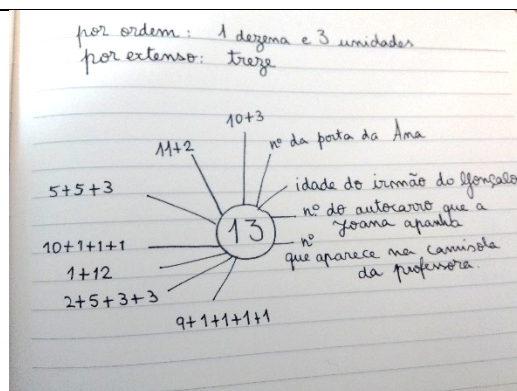 por ordem: 1 dezena e 3 unidades
por extenso: treze
10+3
11+2
nº da porta da Ana
5+5+3
idade do irmão do Gonçalo
nº do autocarro que a
Joana apanha
13
10+1+1+1
nº
que aparece na camisola
da professora.
1+12
2+5+3+3
9+1+1+1+1